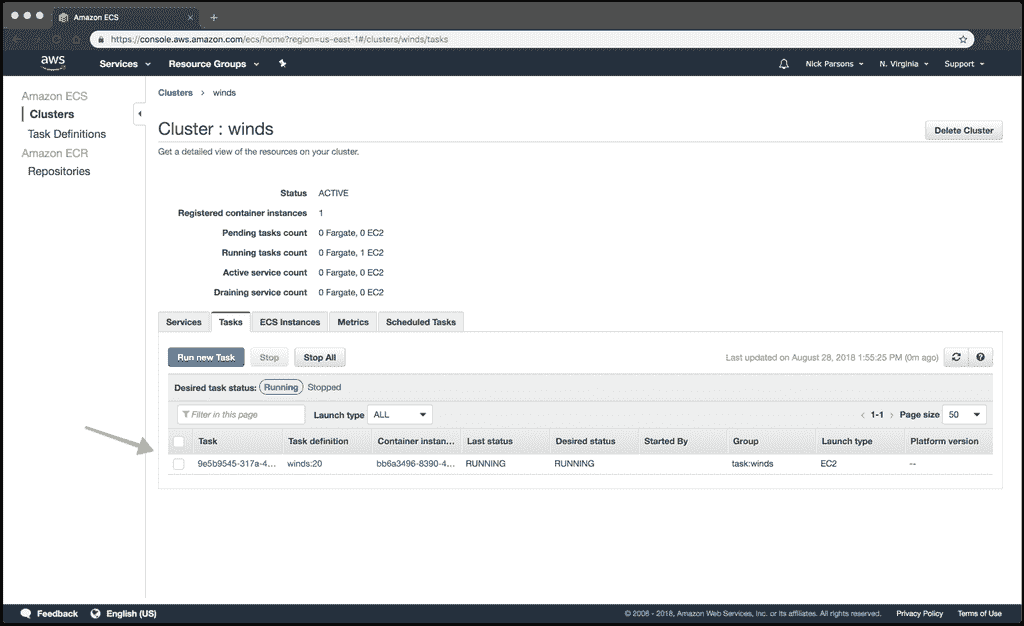 Amazon ECS
https://console.aws.amazon.com/ecs/home?region=us-east-1#/clusters/winds/tasks
aws Services Resource Groups Nick Parsons N. Virginia Support
Amazon ECS
Clusters
Task Definitions
Amazon ECR
Repositories
Clusters > winds
Cluster : winds
Delete Cluster
Get a detailed view of the resources on your cluster.
Status ACTIVE
Registered container instances 1
Pending tasks count 0 Fargate, 0 EC2
Running tasks count 0 Fargate, 1 EC2
Active service count 0 Fargate, 0 EC2
Draining service count 0 Fargate, 0 EC2
Services Tasks ECS Instances Metrics Scheduled Tasks
Run new Task Stop Stop All Last updated on August 28, 2018 1:55:25 PM (0m ago)
Desired task status: Running Stopped
Filter in this page Launch type ALL < 1-1 > Page size 50
Task Task definition Container instan... Last status Desired status Started By Group Launch type Platform version
9e5b9545-317a-4... winds:20 bb6a3496-8390-4... RUNNING RUNNING task:winds EC2 --
Feedback English (US) © 2008 - 2018, Amazon Web Services, Inc. or its affiliates. All rights reserved. Privacy Policy Terms of Use